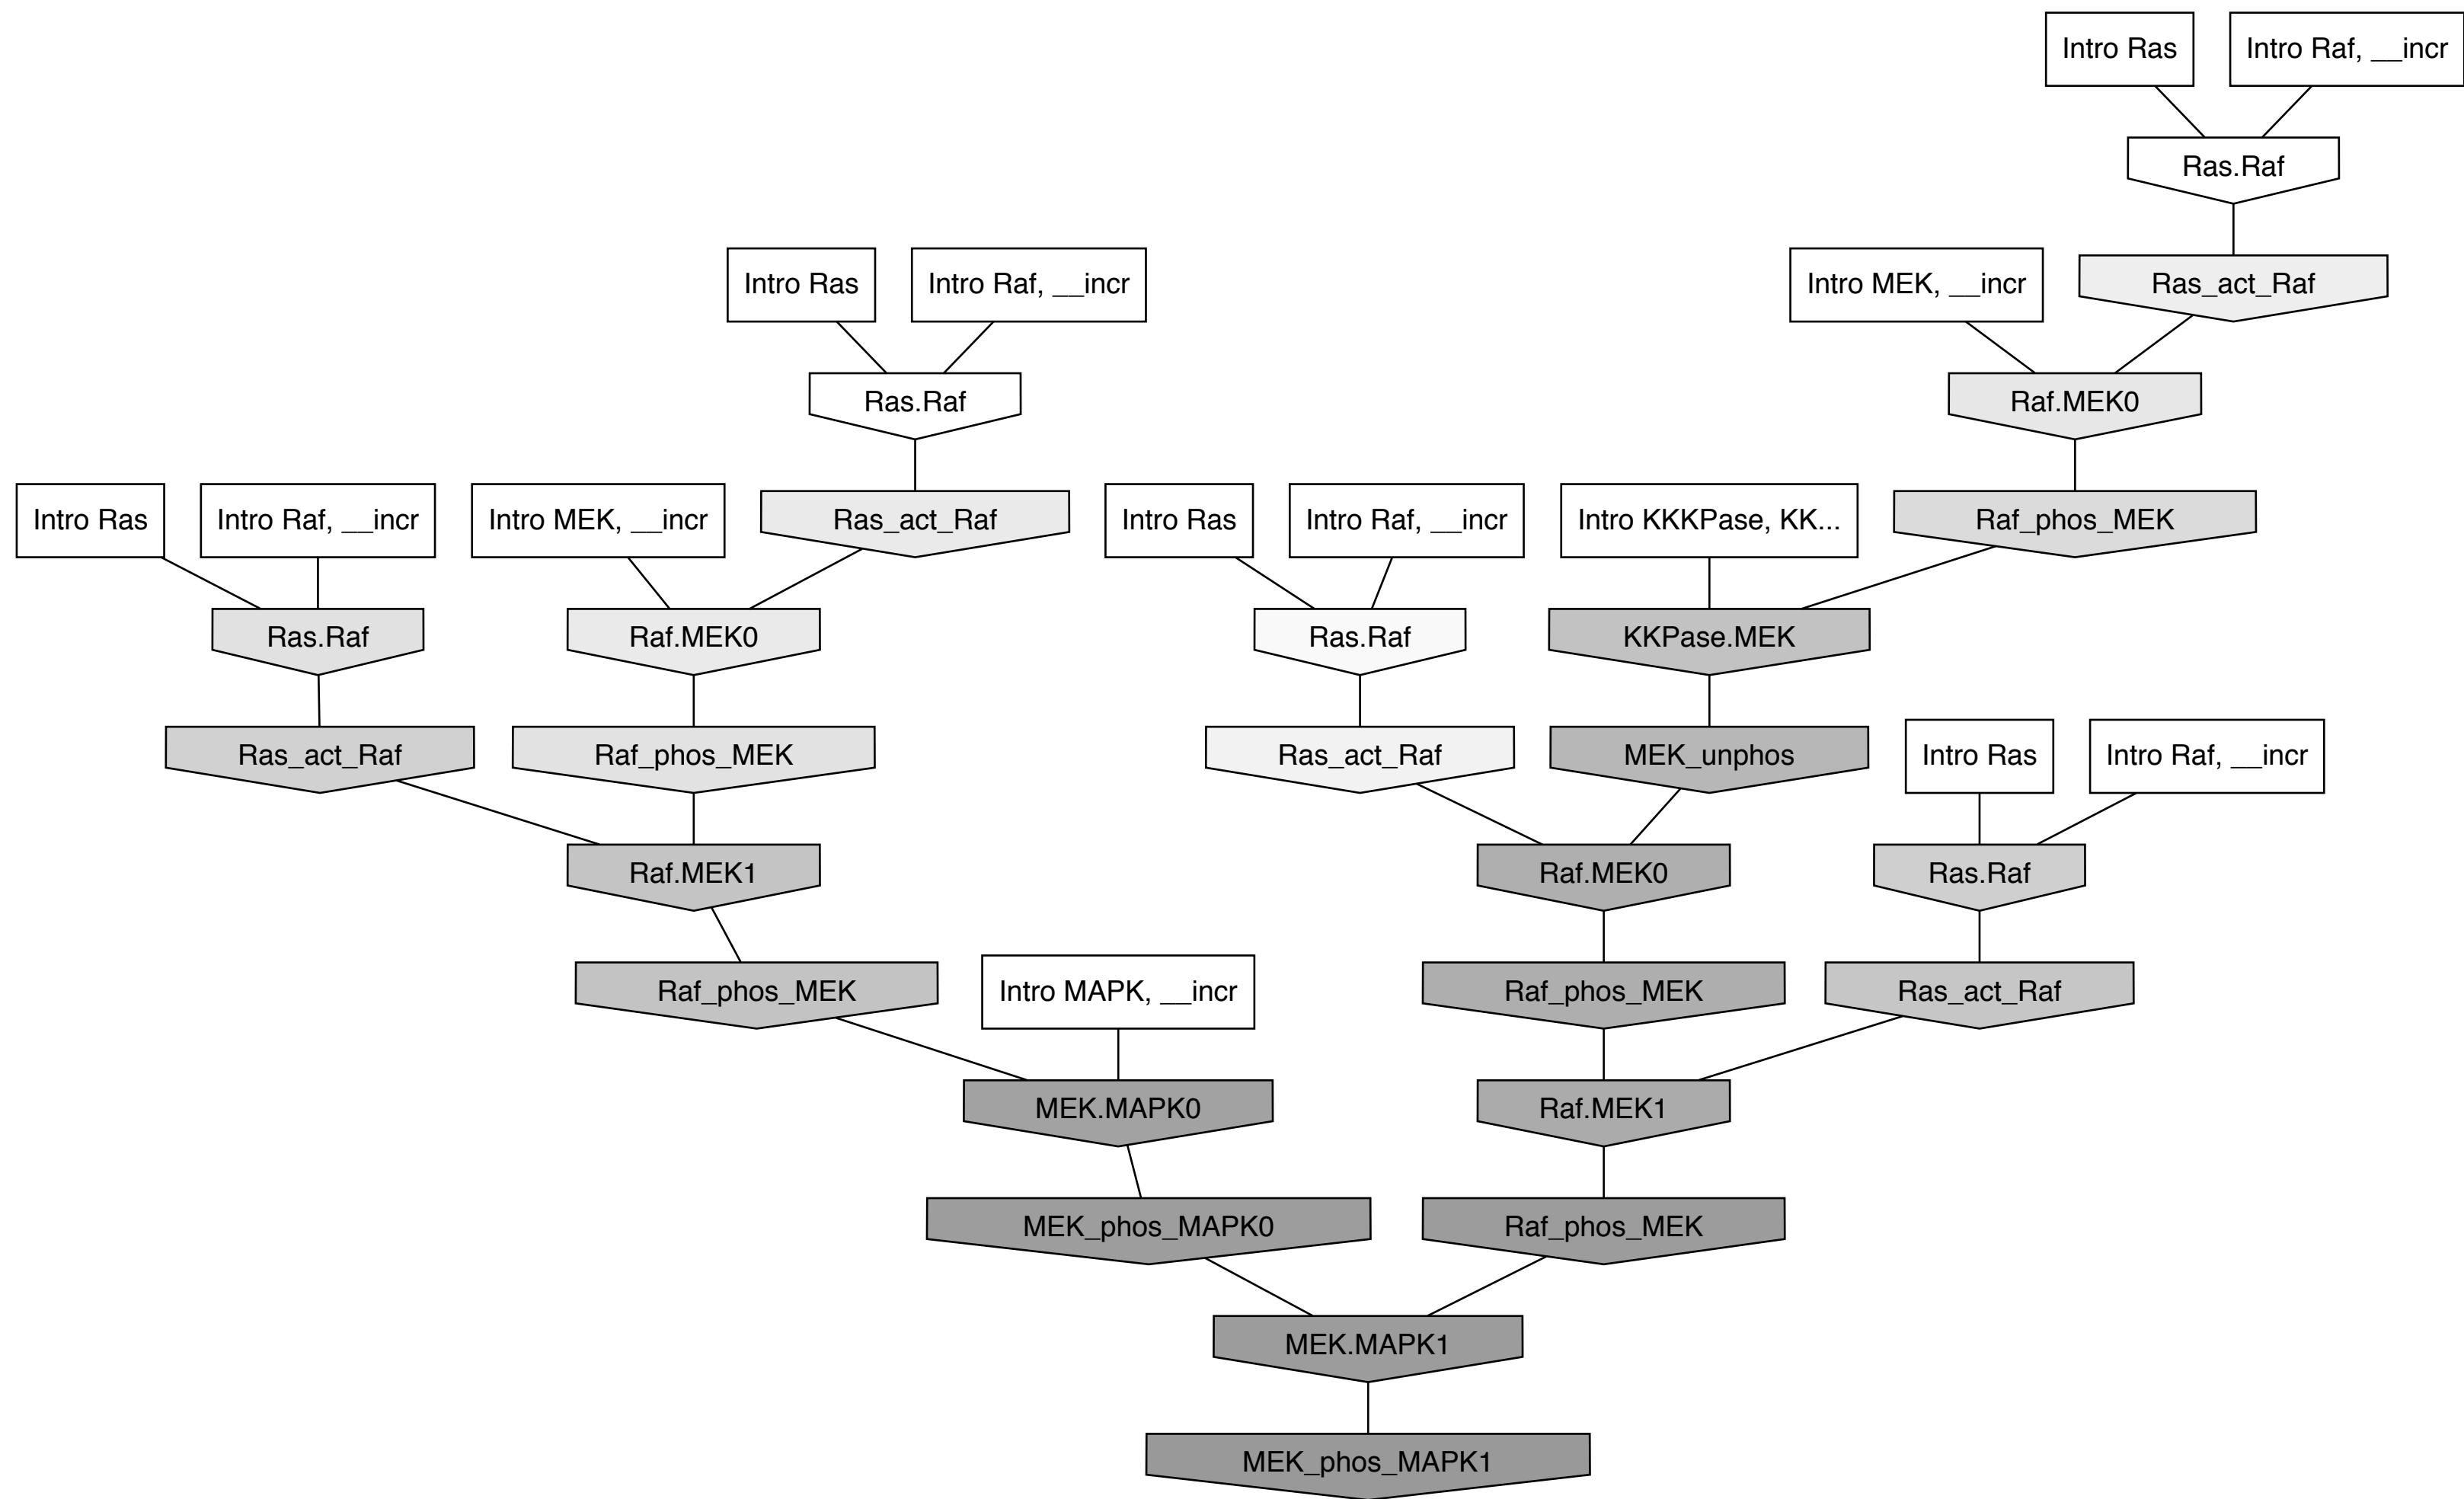 Intro Ras
Intro Raf, __incr
Ras.Raf
Intro Ras
Intro Raf, __incr
Intro MEK, __incr
Ras_act_Raf
Ras.Raf
Raf.MEK0
Intro Ras
Intro Raf, __incr
Intro MEK, __incr
Ras_act_Raf
Intro Ras
Intro Raf, __incr
Intro KKKPase, KK...
Raf_phos_MEK
Ras.Raf
Raf.MEK0
Ras.Raf
KKPase.MEK
Ras_act_Raf
Raf_phos_MEK
Ras_act_Raf
MEK_unphos
Intro Ras
Intro Raf, __incr
Raf.MEK1
Raf.MEK0
Ras.Raf
Raf_phos_MEK
Intro MAPK, __incr
Raf_phos_MEK
Ras_act_Raf
MEK.MAPK0
Raf.MEK1
MEK_phos_MAPK0
Raf_phos_MEK
MEK.MAPK1
MEK_phos_MAPK1